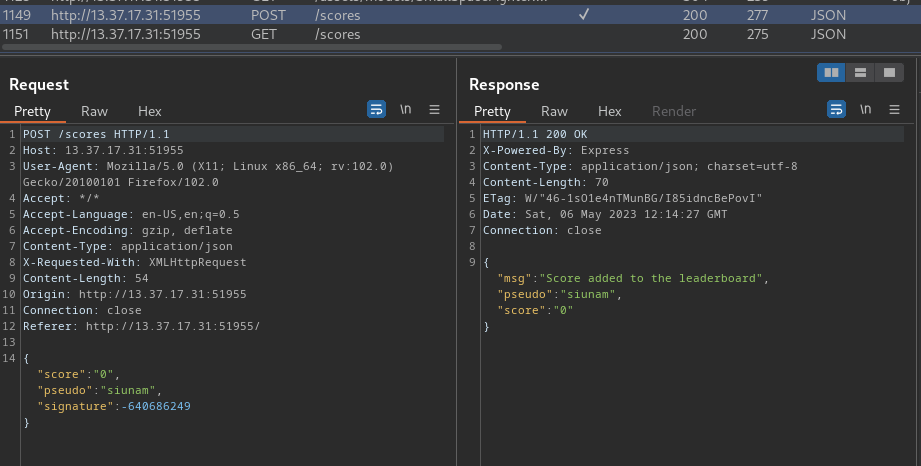 1149 http://13.37.17.31:51955 POST /scores ✓ 200 277 JSON
1151 http://13.37.17.31:51955 GET /scores 200 275 JSON
Request
Pretty Raw Hex \n
1 POST /scores HTTP/1.1
2 Host: 13.37.17.31:51955
3 User-Agent: Mozilla/5.0 (X11; Linux x86_64; rv:102.0)
Gecko/20100101 Firefox/102.0
4 Accept: */*
5 Accept-Language: en-US,en;q=0.5
6 Accept-Encoding: gzip, deflate
7 Content-Type: application/json
8 X-Requested-With: XMLHttpRequest
9 Content-Length: 54
10 Origin: http://13.37.17.31:51955
11 Connection: close
12 Referer: http://13.37.17.31:51955/
13
14 {
"score":"0",
"pseudo":"siunam",
"signature":-640686249
}
Response
Pretty Raw Hex Render \n
1 HTTP/1.1 200 OK
2 X-Powered-By: Express
3 Content-Type: application/json; charset=utf-8
4 Content-Length: 70
5 ETag: W/"46-1sO1e4nTMunBG/I85idncBePovI"
6 Date: Sat, 06 May 2023 12:14:27 GMT
7 Connection: close
8
9 {
"msg":"Score added to the leaderboard",
"pseudo":"siunam",
"score":"0"
}